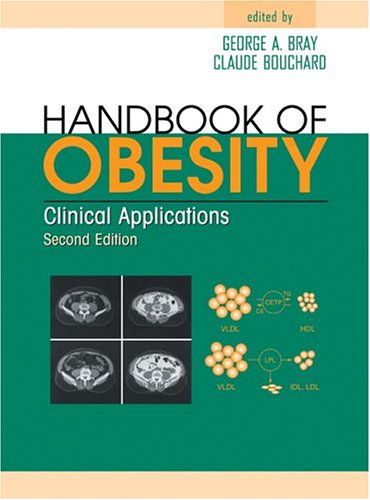 edited by
GEORGE A. BRAY
CLAUDE BOUCHARD
HANDBOOK OF
OBESITY
Clinical Applications
Second Edition
TG
CETP
CE
VLDL
HDL
LPL
VLDL
IDL, LDL